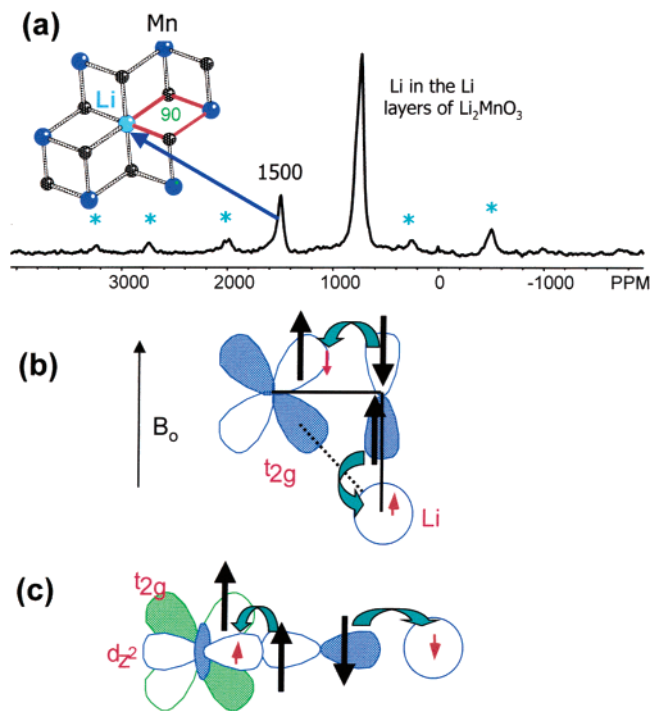 (a)
Mn
Li
90
Li in the Li
layers of Li₂MnO₃
1500
* * * * *
3000 2000 1000 0 -1000 PPM
(b)
Bₒ
t₂g
Li
(c)
t₂g
dz²